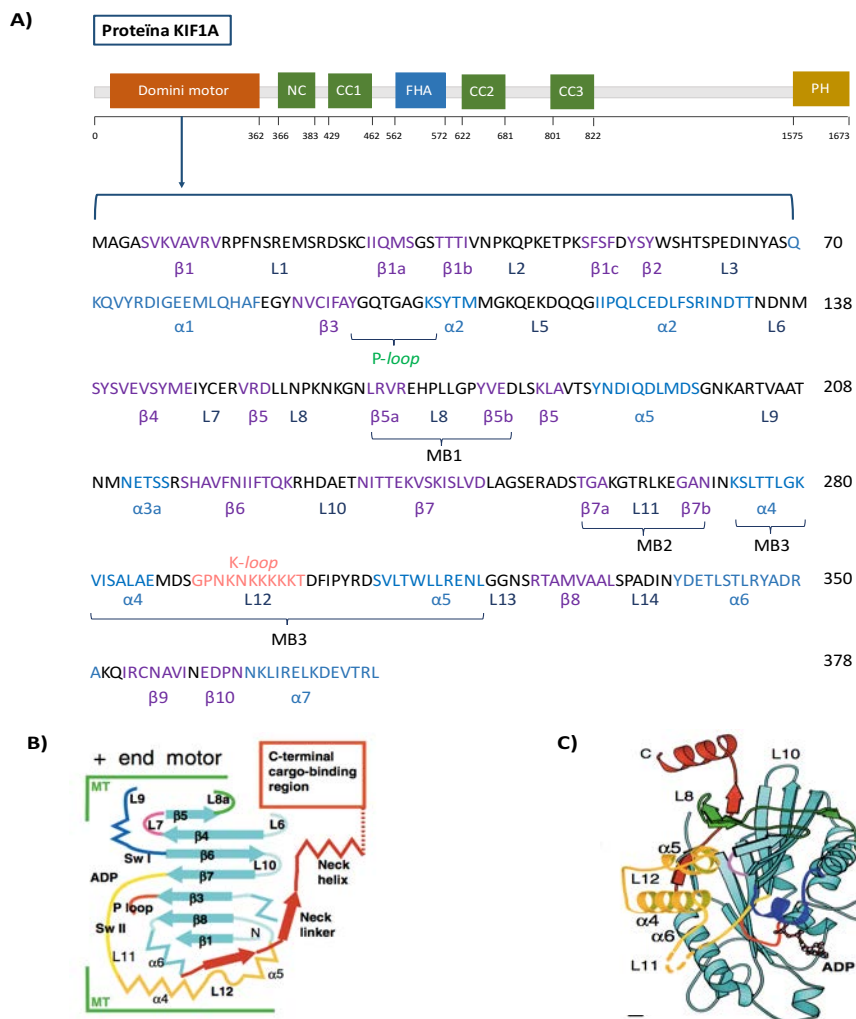 A)
Proteïna KIF1A
Domini motor NC CC1 FHA CC2 CC3 PH
0 362 366 383 429 462 562 572 622 681 801 822 1575 1673
MAGASVKVAVRVRPFNSREMSRDSKCIIQMSGSTTTIVNPKQPKETPKSFSFDYSYWSHTSPEDINYASQ 70
β1 L1 β1a β1b L2 β1c β2 L3
KQVYRDIGEEMLQHAFEGYNVCIFAYGQTGAGKSYTMMGKQEKDQQGIIPQLCEDLFSRINDTTNDNM 138
α1 β3 α2 L5 α2 L6
P-loop
SYSVEVSYMEIYCERVRDLLNPKNKGNLRVREHPLLGPYVEDLSKLAVTSYNDIQDLMDSGNKARTVAAT 208
β4 L7 β5 L8 β5a L8 β5b β5 α5 L9
MB1
NMNETSSRSHAVFNIIFTQKRHDAETNITTEKVSKISLVDLAGSERADSTGAKGTRLKEGANINKSLTTLGK 280
α3a β6 L10 β7 β7a L11 β7b α4
MB2 MB3
K-loop
VISALAEMDSGPNKNKKKKKTDFIPYRDSVLTWLLRENLGGNSRTAMVAALSPADINYDETLSTLRYADR 350
α4 L12 α5 L13 β8 L14 α6
MB3
AKQIRCNAVINEDPNNKLIRELKDEVTRL 378
β9 β10 α7
B)
+ end motor
C-terminal
cargo-binding
region
MT
L9
L8a
β5
L7
L6
β4
Sw I
β6
L10
ADP
β7
Neck
helix
β3
P loop
Neck
linker
Sw II
β8
N
β1
L11
α6
α5
MT
α4
L12
C)
C
L10
L8
α5
L12
α4
α6
L11
ADP